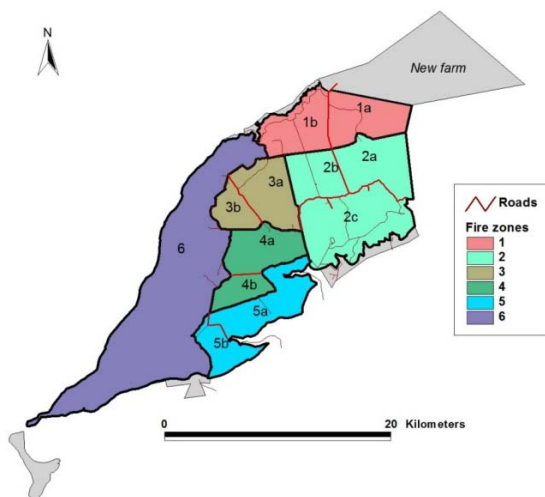 N
New farm
1a
1b
2a
2b
3a
3b
2c
4a
6
4b
5a
5b
Roads
Fire zones
1
2
3
4
5
6
0 20 Kilometers